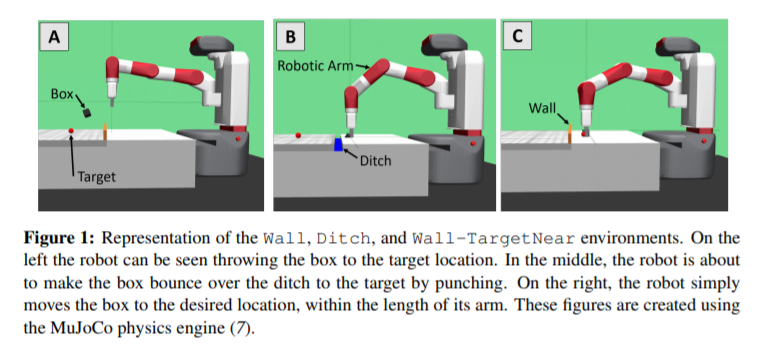 A
Box
Target
B
Robotic Arm
Ditch
C
Wall
Figure 1: Representation of the Wall, Ditch, and Wall-TargetNear environments. On the
left the robot can be seen throwing the box to the target location. In the middle, the robot is about
to make the box bounce over the ditch to the target by punching. On the right, the robot simply
moves the box to the desired location, within the length of its arm. These figures are created using
the MuJoCo physics engine (7).